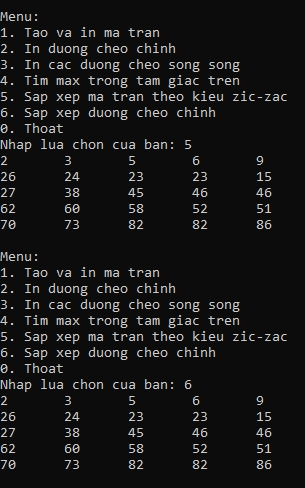 Menu:
1. Tao va in ma tran
2. In duong cheo chinh
3. In cac duong cheo song song
4. Tim max trong tam giac tren
5. Sap xep ma tran theo kieu zic-zac
6. Sap xep duong cheo chinh
0. Thoat
Nhap lua chon cua ban: 5
2 3 5 6 9
26 24 23 23 15
27 38 45 46 46
62 60 58 52 51
70 73 82 82 86
Menu:
1. Tao va in ma tran
2. In duong cheo chinh
3. In cac duong cheo song song
4. Tim max trong tam giac tren
5. Sap xep ma tran theo kieu zic-zac
6. Sap xep duong cheo chinh
0. Thoat
Nhap lua chon cua ban: 6
2 3 5 6 9
26 24 23 23 15
27 38 45 46 46
62 60 58 52 51
70 73 82 82 86